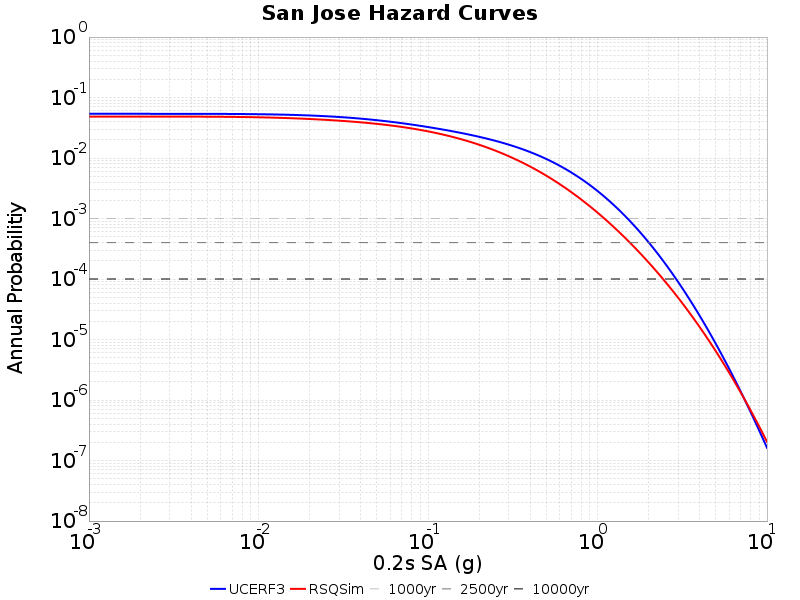 San Jose Hazard Curves
Annual Probabilitiy
10^0
10^-1
10^-2
10^-3
10^-4
10^-5
10^-6
10^-7
10^-8
10^-3 10^-2 10^-1 10^0 10^1
0.2s SA (g)
UCERF3 RSQSim 1000yr 2500yr 10000yr